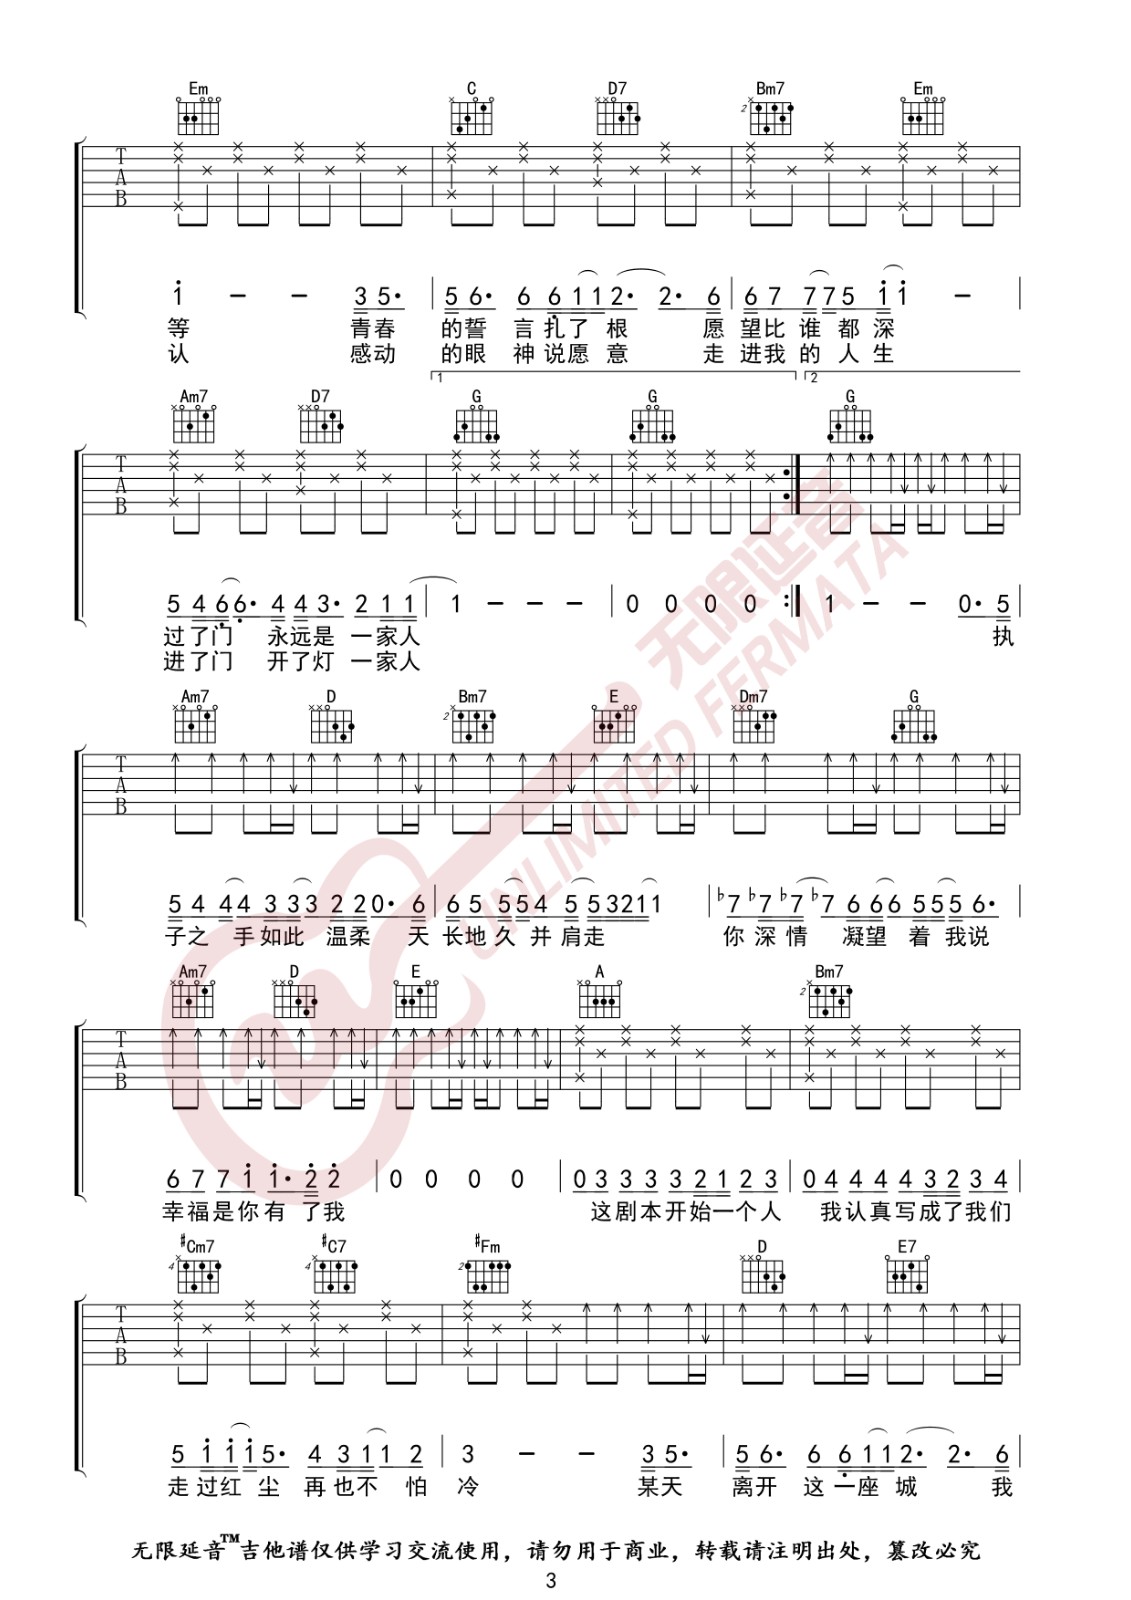 Em C D7 Bm7 Em
1 - - 3 5· 5 6· 6 6 1 1 2· 2· 6 6 7 7 7 5 1 1 -
等 青春 的誓 言扎了 根 愿 望比 谁 都 深
认 感动 的眼 神说愿 意 走 进我 的 人 生
1 2
Am7 D7 G G G
5 4 6 6· 4 4 3· 2 1 1 1 - - - 0 0 0 0 1 - - 0· 5
过了门 永远是 一家人 执
进了门 开了灯 一家人
Am7 D Bm7 E Dm7 G
5 4 4 4 3 3 3 2 2 0· 6 6 5 5 5 4 5 5 3 2 1 1 ♭7 ♭7 ♭7 ♭7 6 6 6 5 5 5 6·
子之 手如此 温柔 天 长地 久 并 肩走 你 深 情 凝望 着 我说
Am7 D E A Bm7
6 7 7 1 1· 2 2 0 0 0 0 0 3 3 3 3 2 1 2 3 0 4 4 4 4 3 2 3 4
幸福是你有 了我 这剧本开始一个人 我认真写成了我们
#Cm7 #C7 #Fm D E7
5 1 1 1 5· 4 3 1 1 2 3 - - 3 5· 5 6· 6 6 1 1 2· 2· 6
走过红 尘 再也不 怕 冷 某天 离开 这 一座 城 我
无限延音™吉他谱仅供学习交流使用，请勿用于商业，转载请注明出处，篡改必究
3
无限延音
UNLIMITED FERMATA